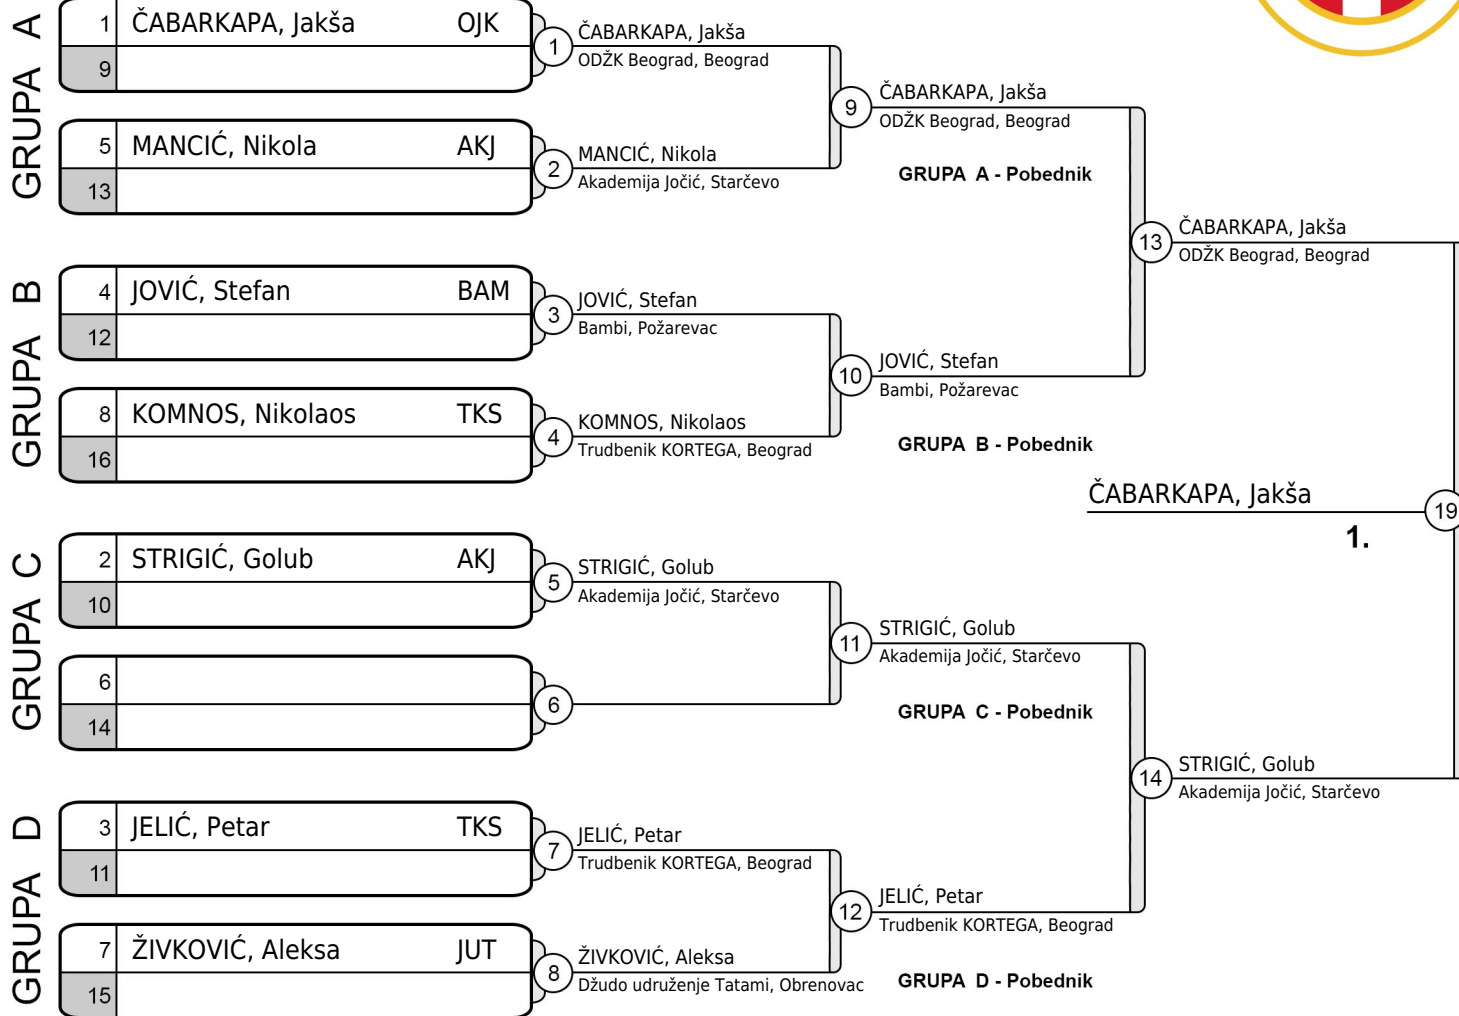 GRUPA A
1 ČABARKAPA, Jakša OJK
9
1
ČABARKAPA, Jakša
ODŽK Beograd, Beograd
5 MANCIĆ, Nikola AKJ
13
2
MANCIĆ, Nikola
Akademija Jočić, Starčevo
9
ČABARKAPA, Jakša
ODŽK Beograd, Beograd
GRUPA A - Pobednik
GRUPA B
4 JOVIĆ, Stefan BAM
12
3
JOVIĆ, Stefan
Bambi, Požarevac
8 KOMNOS, Nikolaos TKS
16
4
KOMNOS, Nikolaos
Trudbenik KORTEGA, Beograd
10
JOVIĆ, Stefan
Bambi, Požarevac
GRUPA B - Pobednik
13
ČABARKAPA, Jakša
ODŽK Beograd, Beograd
ČABARKAPA, Jakša
19
1.
GRUPA C
2 STRIGIĆ, Golub AKJ
10
5
STRIGIĆ, Golub
Akademija Jočić, Starčevo
6
14
6
11
STRIGIĆ, Golub
Akademija Jočić, Starčevo
GRUPA C - Pobednik
GRUPA D
3 JELIĆ, Petar TKS
11
7
JELIĆ, Petar
Trudbenik KORTEGA, Beograd
7 ŽIVKOVIĆ, Aleksa JUT
15
8
ŽIVKOVIĆ, Aleksa
Džudo udruženje Tatami, Obrenovac
12
JELIĆ, Petar
Trudbenik KORTEGA, Beograd
GRUPA D - Pobednik
14
STRIGIĆ, Golub
Akademija Jočić, Starčevo